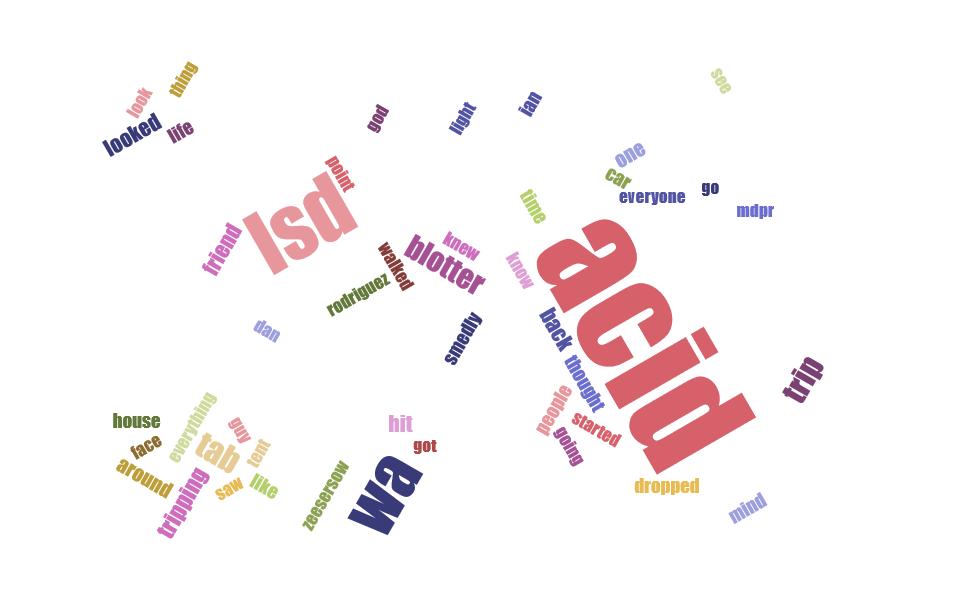 thing
look
looked
life
god
light
ian
see
one
car
everyone
go
mdpr
point
lsd
friend
time
knew
blotter
walked
know
rodriguez
acid
dan
smedly
back
thought
trip
people
started
going
house
face
everything
guy
tab
tent
around
saw
like
tripping
hit
got
wa
zeesersow
dropped
mind